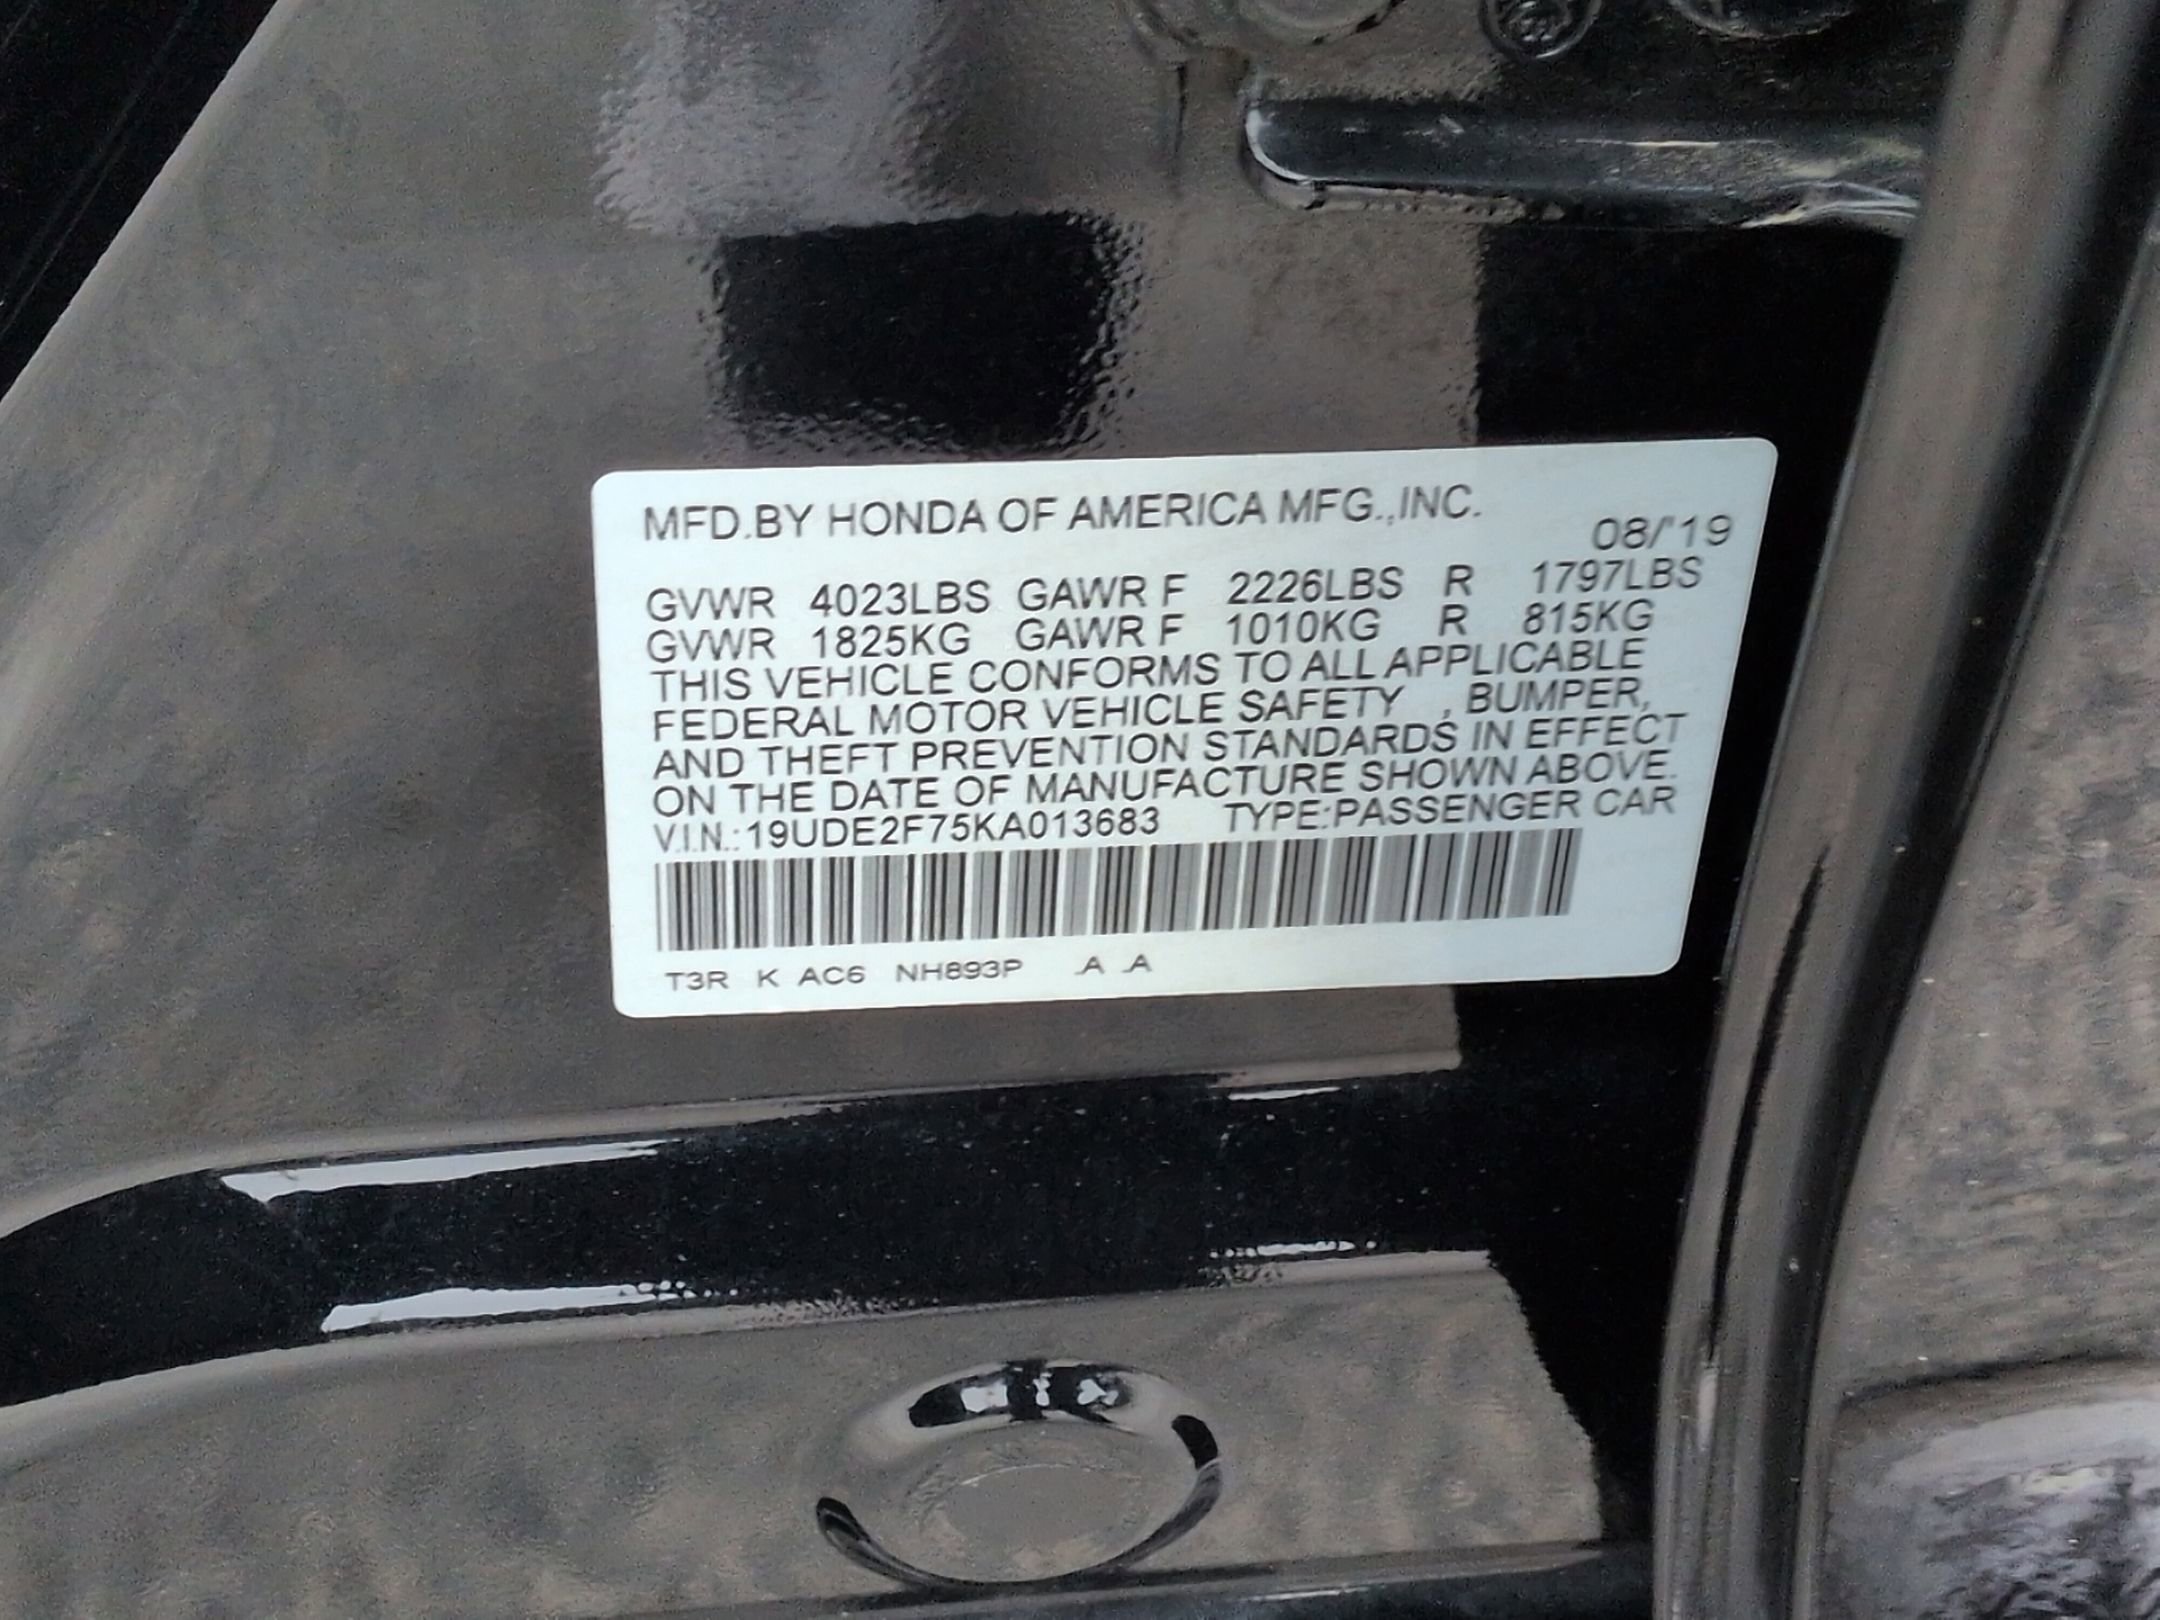 MFD.BY HONDA OF AMERICA MFG.,INC.
08/'19
GVWR 4023LBS GAWR F 2226LBS R 1797LBS
GVWR 1825KG GAWR F 1010KG R 815KG
THIS VEHICLE CONFORMS TO ALL APPLICABLE
FEDERAL MOTOR VEHICLE SAFETY , BUMPER,
AND THEFT PREVENTION STANDARDS IN EFFECT
ON THE DATE OF MANUFACTURE SHOWN ABOVE.
V.I.N.: 19UDE2F75KA013683 TYPE:PASSENGER CAR
T3R K AC6 NH893P .A .A